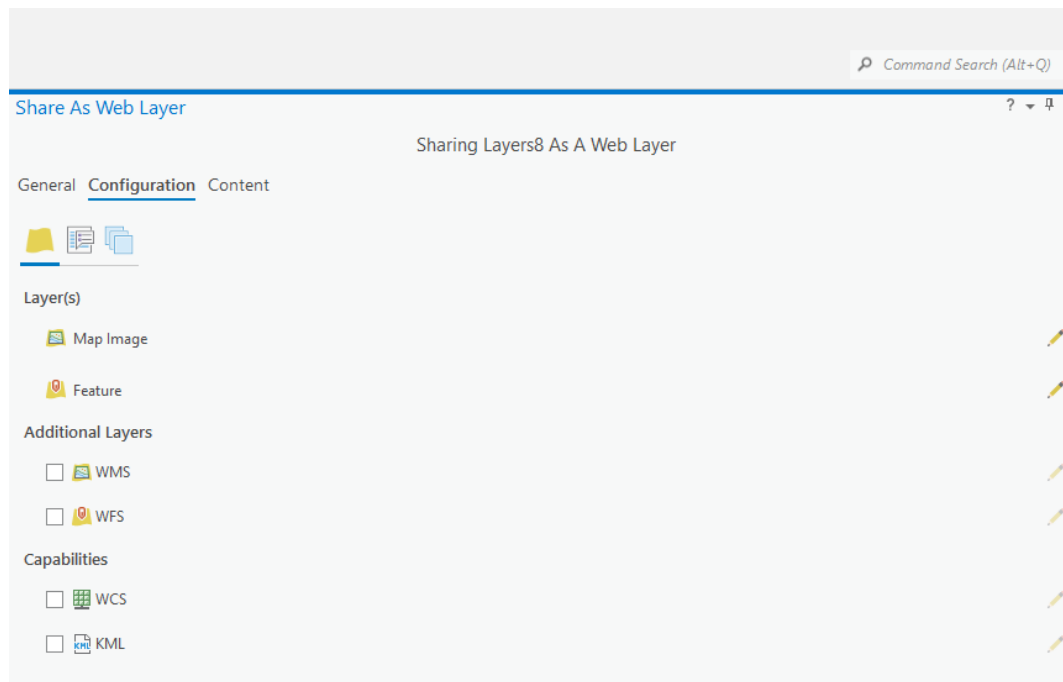 Command Search (Alt+Q)
Share As Web Layer ?
Sharing Layers8 As A Web Layer
General Configuration Content
Layer(s)
Map Image
Feature
Additional Layers
WMS
WFS
Capabilities
WCS
KML KML